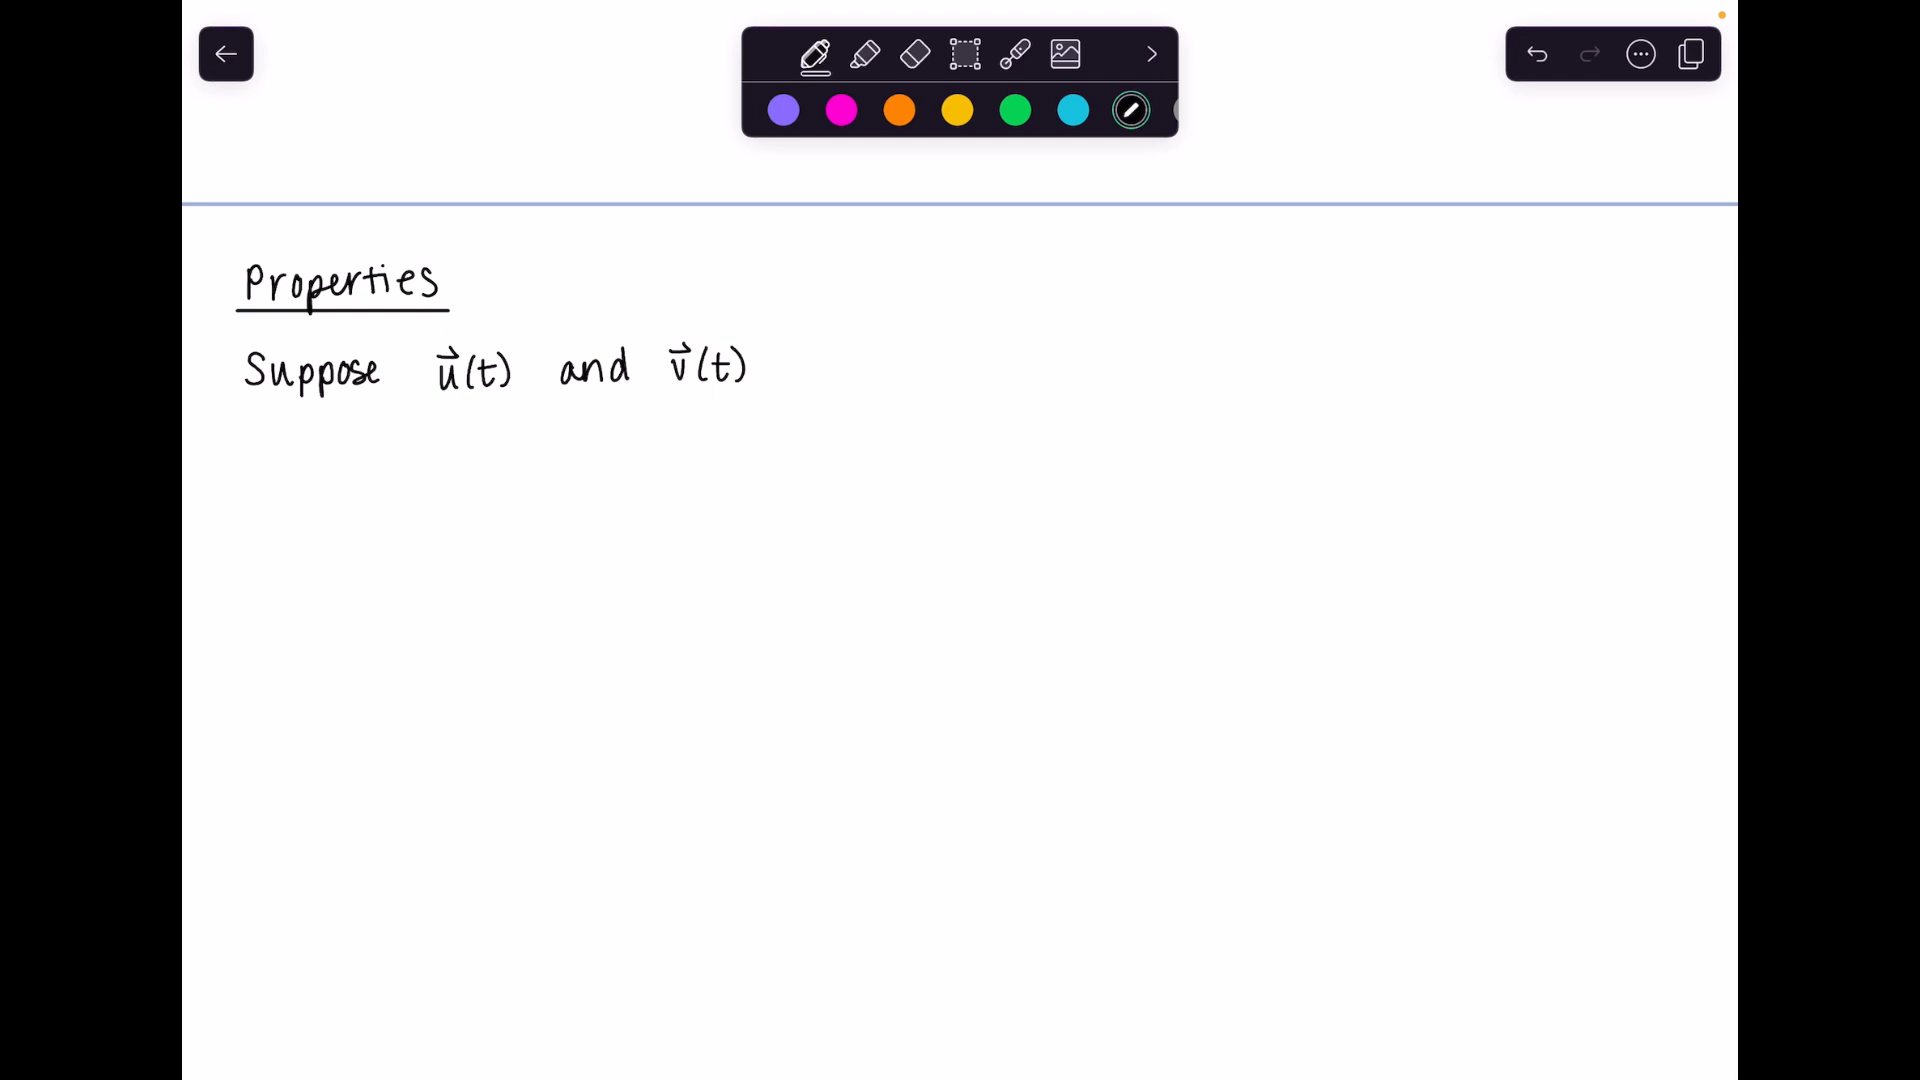 Properties
Suppose u⃗(t) and v⃗(t)